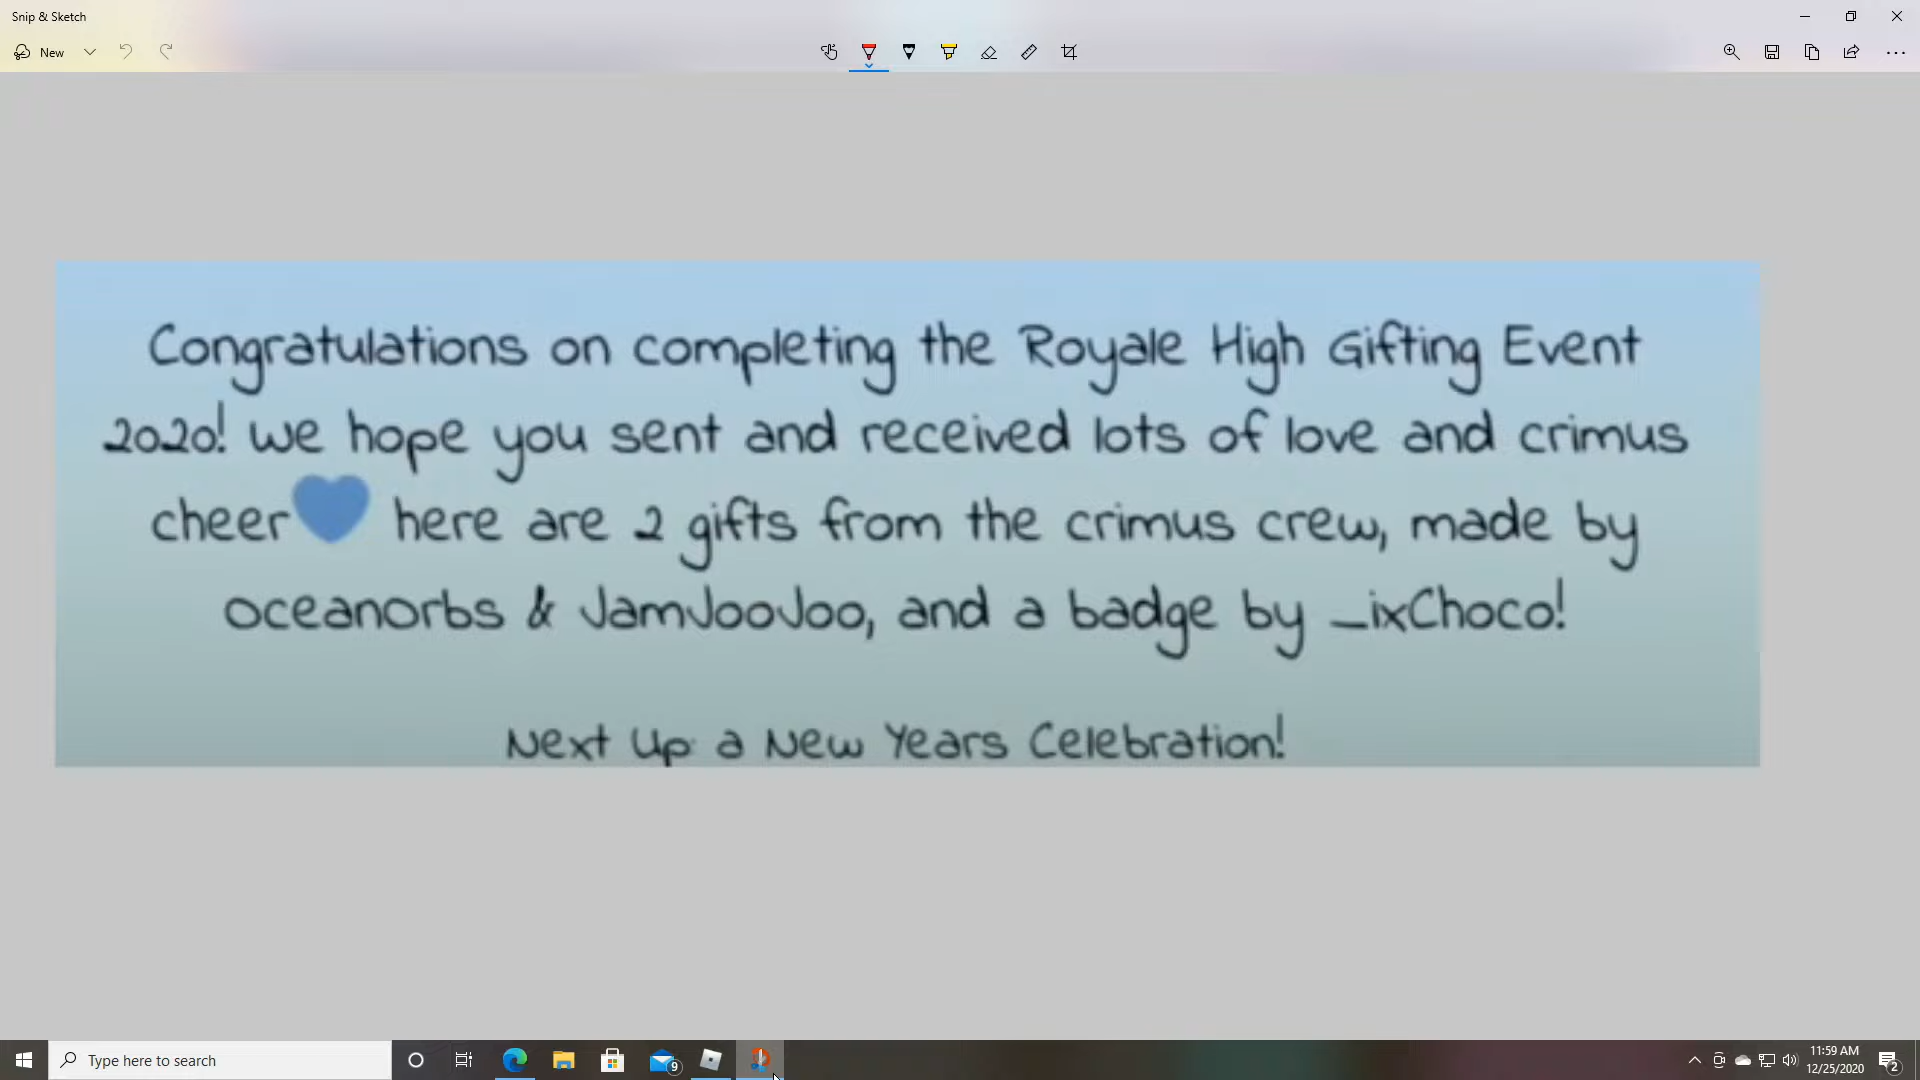 Snip & Sketch
New
Congratulations on completing the Royale High Gifting Event
2020! we hope you sent and received lots of love and crimus
cheer💙 here are 2 gifts from the crimus crew, made by
oceanOrbs & JamJooJoo, and a badge by _ixChoco!
Next Up a New Years Celebration!
Type here to search
9
11:59 AM
12/25/2020
2